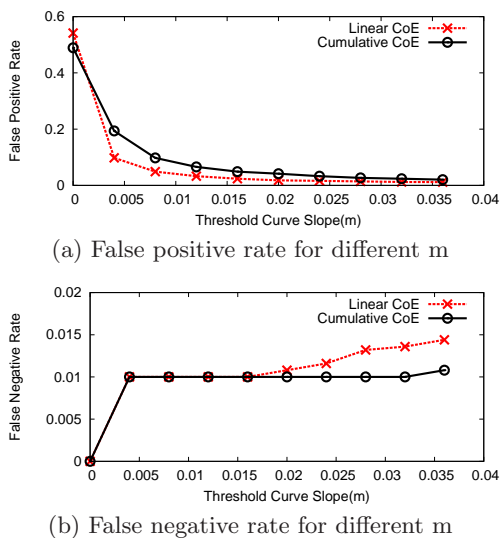 0.6
0.4
0.2
0
False Positive Rate
Linear CoE
Cumulative CoE
0 0.005 0.01 0.015 0.02 0.025 0.03 0.035 0.04
Threshold Curve Slope(m)
(a) False positive rate for different m
0.02
0.015
0.010
0.005
0
False Negative Rate
Linear CoE
Cumulative CoE
0 0.005 0.01 0.015 0.02 0.025 0.03 0.035 0.04
Threshold Curve Slope(m)
(b) False negative rate for different m